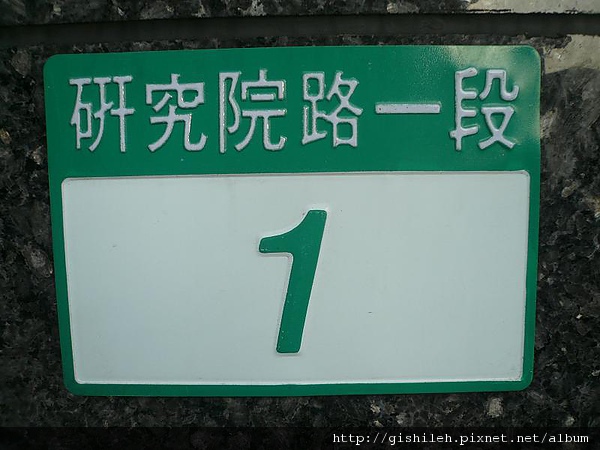 研究院路一段
1
http://gishileh.pixnet.net/album